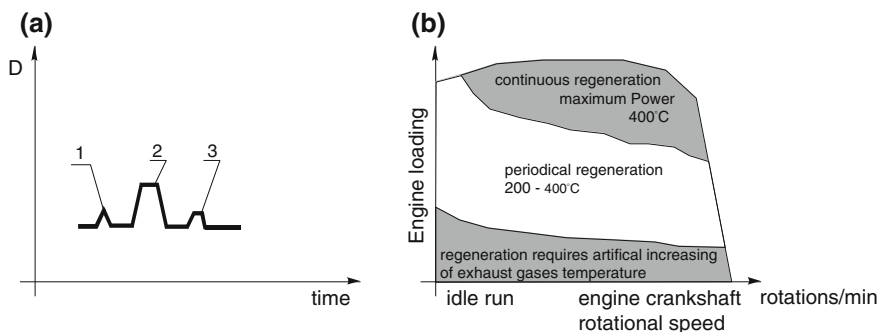 (a)
D
1
2
3
time
(b)
Engine loading
continuous regeneration
maximum Power
400°C
periodical regeneration
200 - 400°C
regeneration requires artifical increasing
of exhaust gases temperature
idle run
engine crankshaft
rotational speed
rotations/min